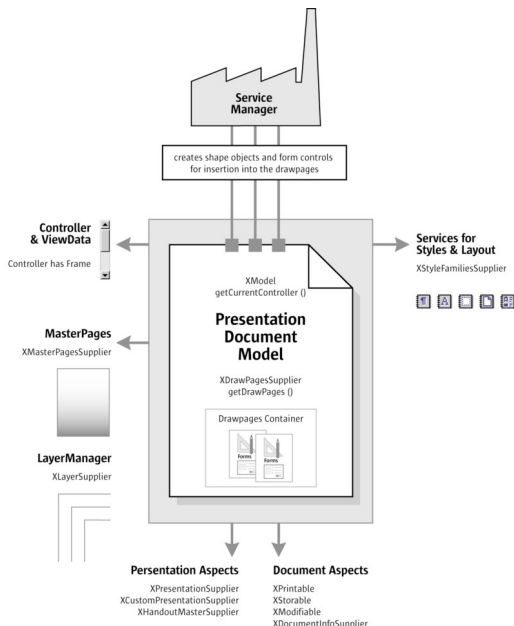 Service
Manager
creates shape objects and form controls
for insertion into the drawpages
Controller
& ViewData
Controller has Frame
Services for
Styles & Layout
XStyleFamiliesSupplier
XModel
getCurrentController ()
Presentation
Document
Model
XDrawPagesSupplier
getDrawPages ()
Drawpages Container
Forms
Forms
MasterPages
XMasterPagesSupplier
LayerManager
XLayerSupplier
Persentation Aspects
XPresentationSupplier
XCustomPresentationSupplier
XHandoutMasterSupplier
Document Aspects
XPrintable
XStorable
XModifiable
XDocumentInfoSupplier